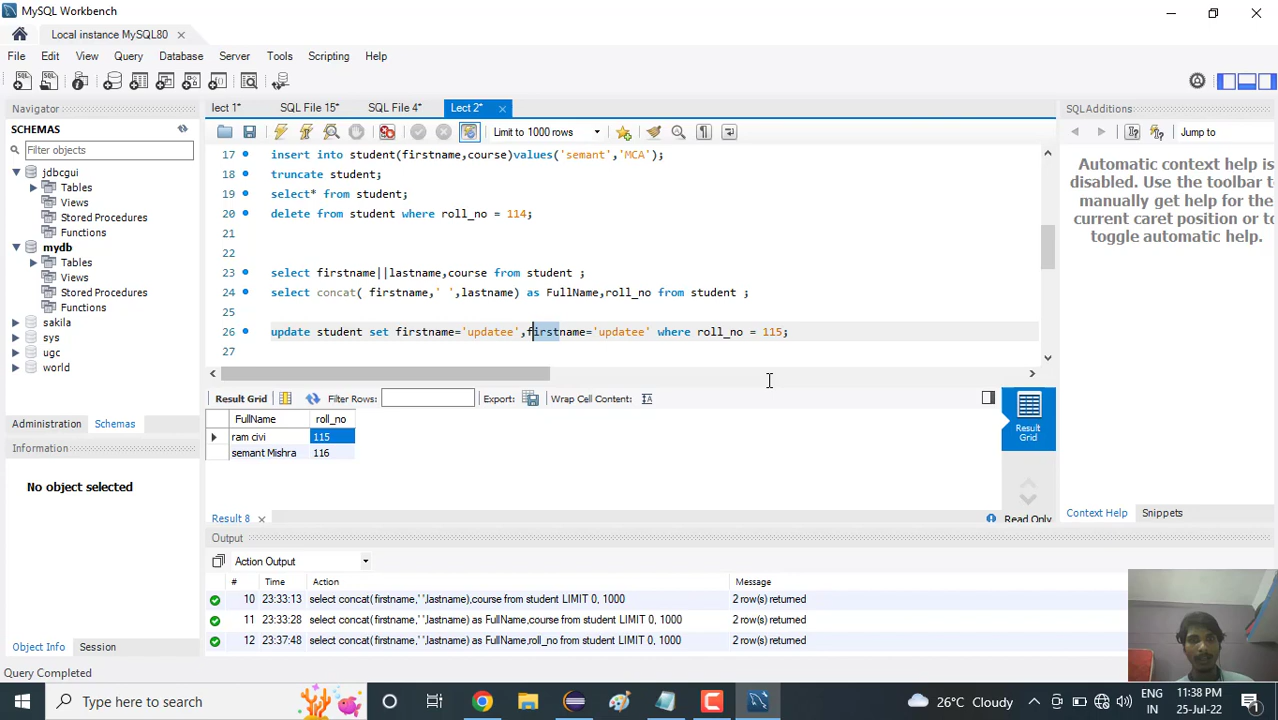 MySQL Workbench
Local instance MySQL80
File Edit View Query Database Server Tools Scripting Help
Navigator
SCHEMAS
Filter objects
jdbcgui
Tables
Views
Stored Procedures
Functions
mydb
Tables
Views
Stored Procedures
Functions
sakila
sys
ugc
world
Administration Schemas
Information
No object selected
Object Info Session
Query Completed
lect 1* SQL File 15* SQL File 4* Lect 2*
Limit to 1000 rows
17 insert into student(firstname,course)values('semant','MCA');
18 truncate student;
19 select* from student;
20 delete from student where roll_no = 114;
21
22
23 select firstname||lastname,course from student ;
24 select concat( firstname,' ',lastname) as FullName,roll_no from student ;
25
26 update student set firstname='updatee',firstname='updatee' where roll_no = 115;
27
Result Grid Filter Rows: Export: Wrap Cell Content:
FullName roll_no
ram civi 115
semant Mishra 116
Result Grid
Result 8 Read Only
Output
Action Output
# Time Action Message
10 23:33:13 select concat( firstname,' ',lastname),course from student LIMIT 0, 1000 2 row(s) returned
11 23:33:28 select concat( firstname,' ',lastname) as FullName,course from student LIMIT 0, 1000 2 row(s) returned
12 23:37:48 select concat( firstname,' ',lastname) as FullName,roll_no from student LIMIT 0, 1000 2 row(s) returned
SQLAdditions
Jump to
Automatic context help is
disabled. Use the toolbar to
manually get help for the
current caret position or to
toggle automatic help.
Context Help Snippets
Type here to search
26°C Cloudy
ENG
IN
11:38 PM
25-Jul-22
1